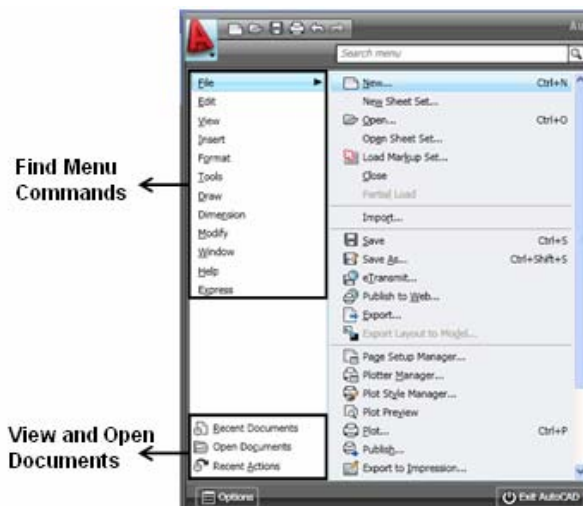 Au
Search menu
File
Edit
View
Insert
Format
Tools
Draw
Dimension
Modify
Window
Help
Express
New... Ctrl+N
New Sheet Set...
Open... Ctrl+O
Open Sheet Set...
Load Markup Set...
Close
Partial Load
Import...
Save Ctrl+S
Save As... Ctrl+Shift+S
eTransmit...
Publish to Web...
Export...
Export Layout to Model...
Page Setup Manager...
Plotter Manager...
Plot Style Manager...
Plot Preview
Plot... Ctrl+P
Publish...
Export to Impression...
Find Menu
Commands
View and Open
Documents
Recent Documents
Open Documents
Recent Actions
Options
Exit AutoCAD